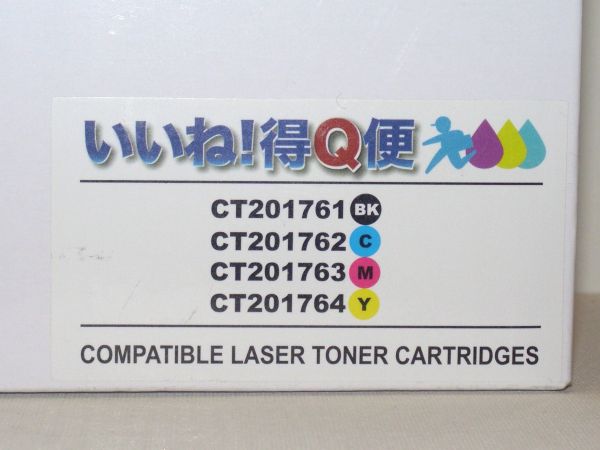 いいね!得Q便
CT201761 BK
CT201762 C
CT201763 M
CT201764 Y
COMPATIBLE LASER TONER CARTRIDGES